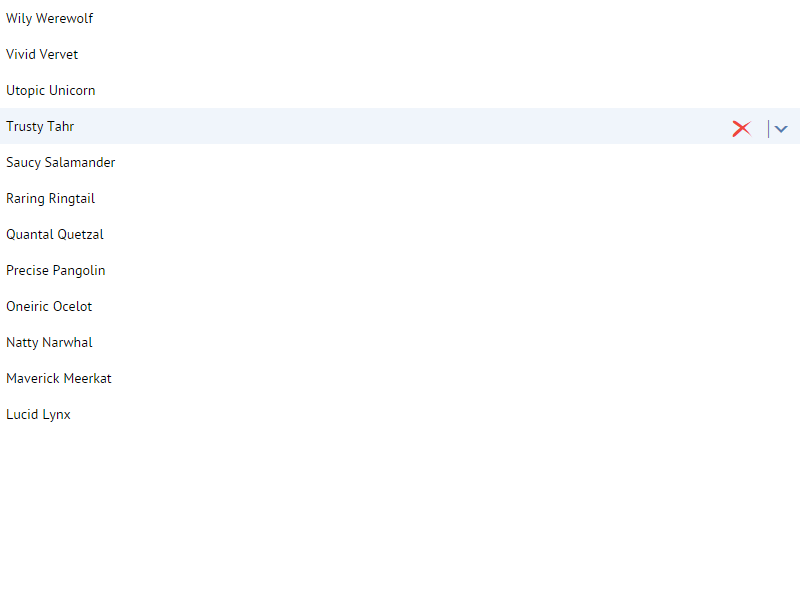 Wily Werewolf
Vivid Vervet
Utopic Unicorn
Trusty Tahr
Saucy Salamander
Raring Ringtail
Quantal Quetzal
Precise Pangolin
Oneiric Ocelot
Natty Narwhal
Maverick Meerkat
Lucid Lynx